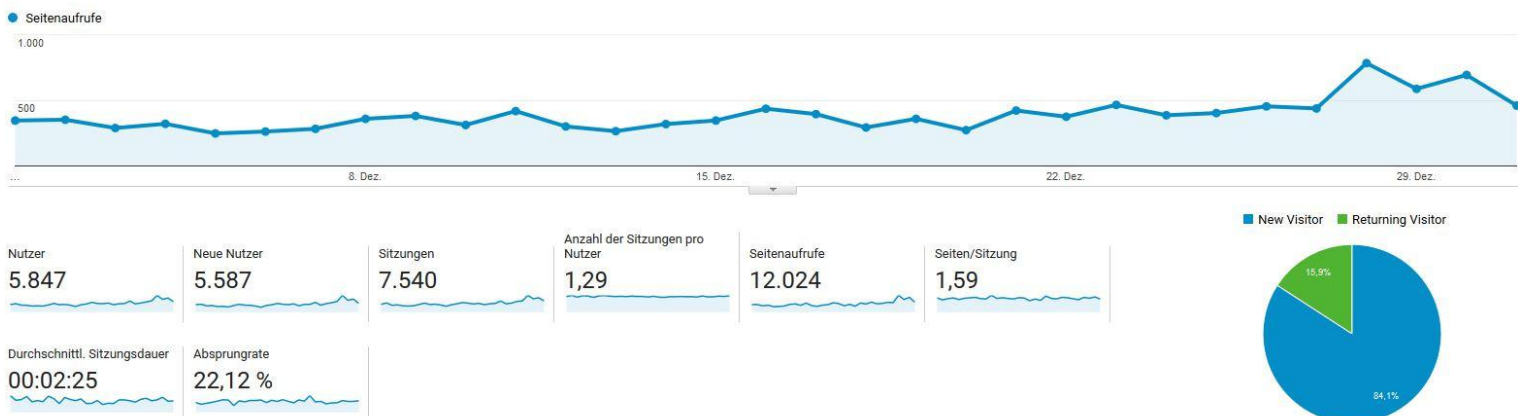 Seitenaufrufe
1.000
500
...
8. Dez.
15. Dez.
22. Dez.
29. Dez.
New Visitor
Returning Visitor
Nutzer
5.847
Neue Nutzer
5.587
Sitzungen
7.540
Anzahl der Sitzungen pro
Nutzer
1,29
Seitenaufrufe
12.024
Seiten/Sitzung
1,59
15,9%
84,1%
Durchschnittl. Sitzungsdauer
00:02:25
Absprungrate
22,12 %